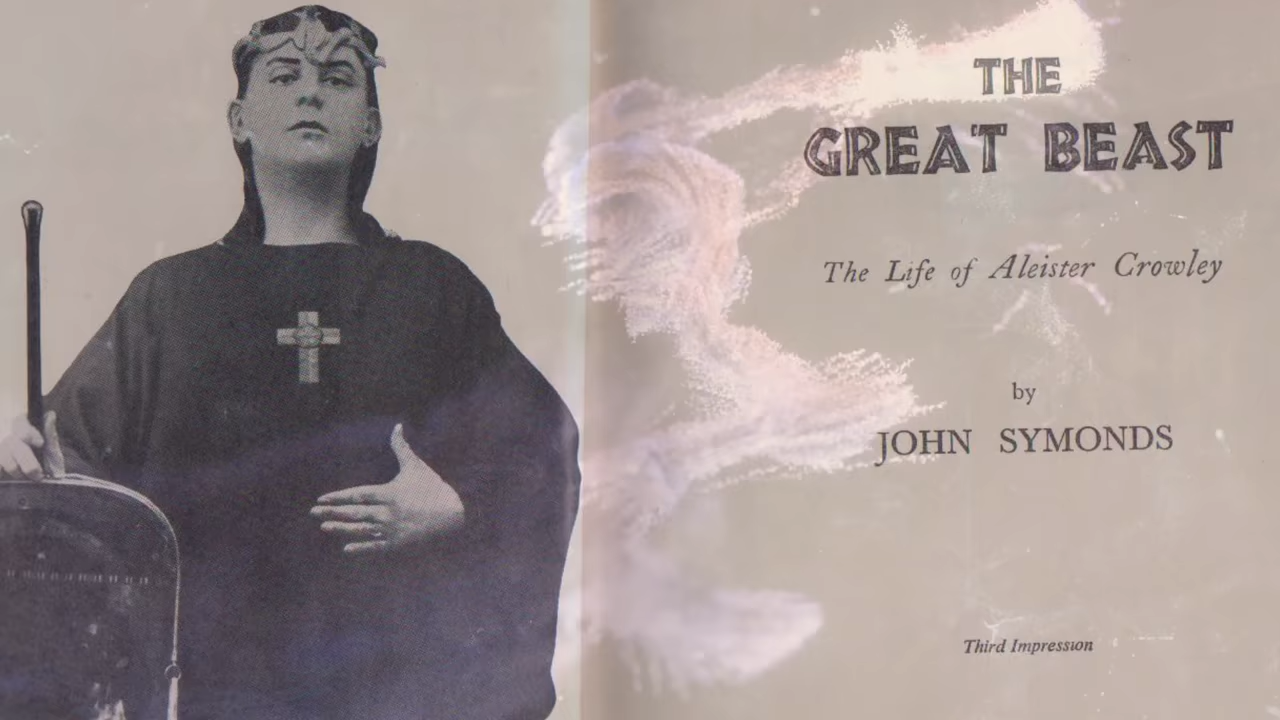 THE
GREAT BEAST
The Life of Aleister Crowley
by
JOHN SYMONDS
Third Impression